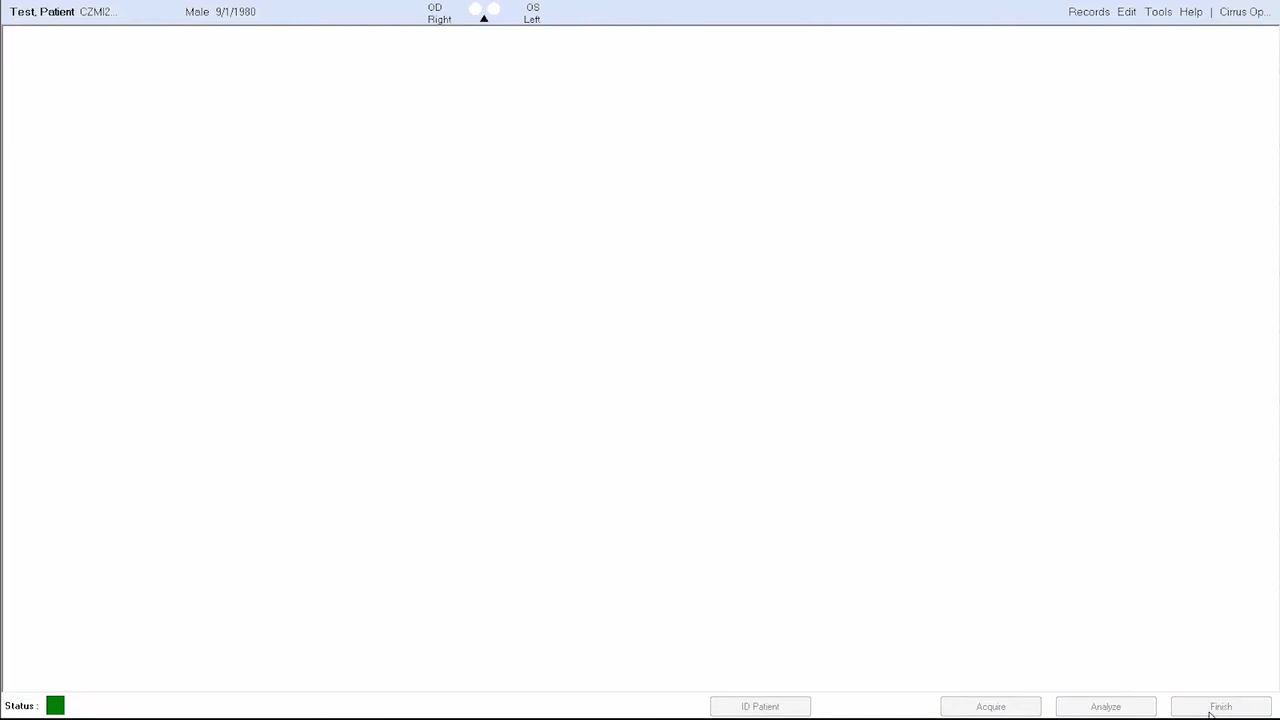 Test, Patient CZMI2... Male 9/1/1980 OD OS Records Edit Tools Help | Cirrus Op...
Right Left
Status : ID Patient Acquire Analyze Finish